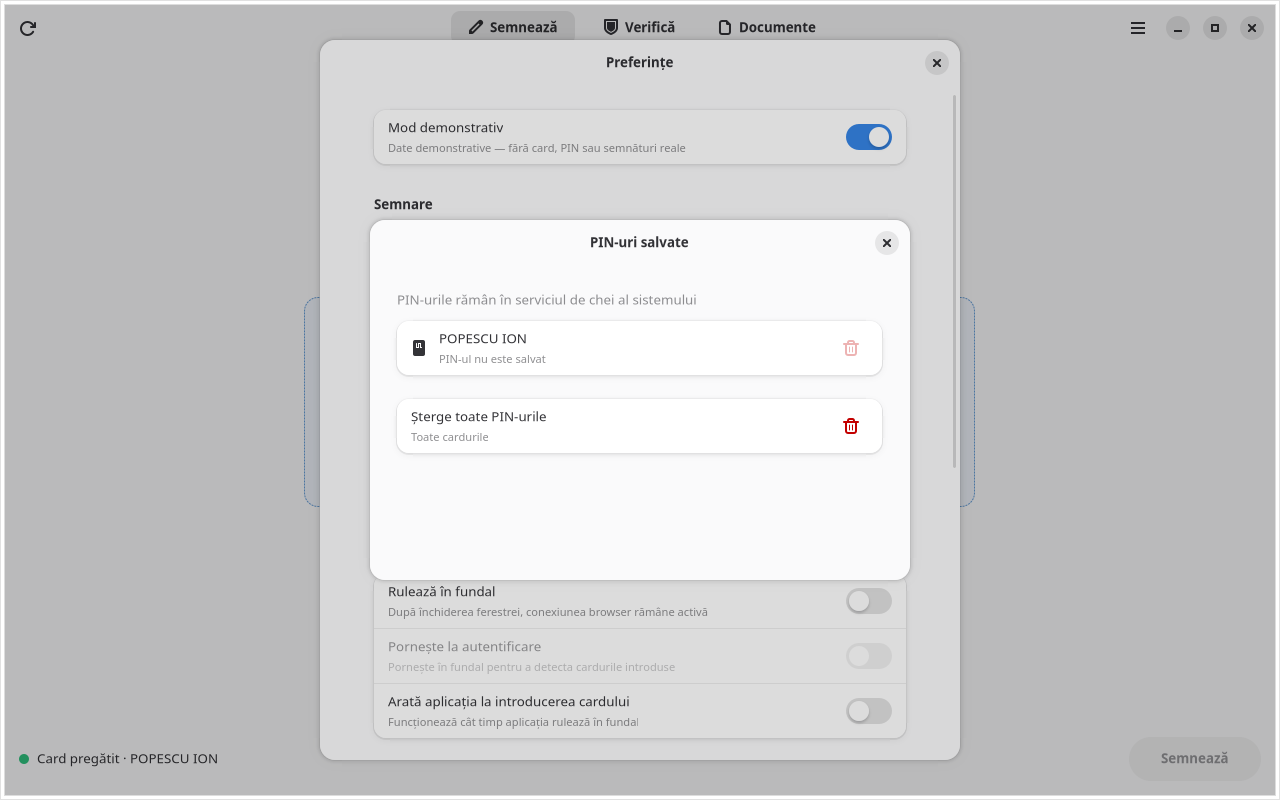 Semnează
Verifică
Documente
Preferințe
Mod demonstrativ
Date demonstrative — fără card, PIN sau semnături reale
Semnare
PIN-uri salvate
PIN-urile rămân în serviciul de chei al sistemului
POPESCU ION
PIN-ul nu este salvat
Șterge toate PIN-urile
Toate cardurile
Rulează în fundal
După închiderea ferestrei, conexiunea browser rămâne activă
Pornește la autentificare
Pornește în fundal pentru a detecta cardurile introduse
Arată aplicația la introducerea cardului
Funcționează cât timp aplicația rulează în fundal
Card pregătit · POPESCU ION
Semnează